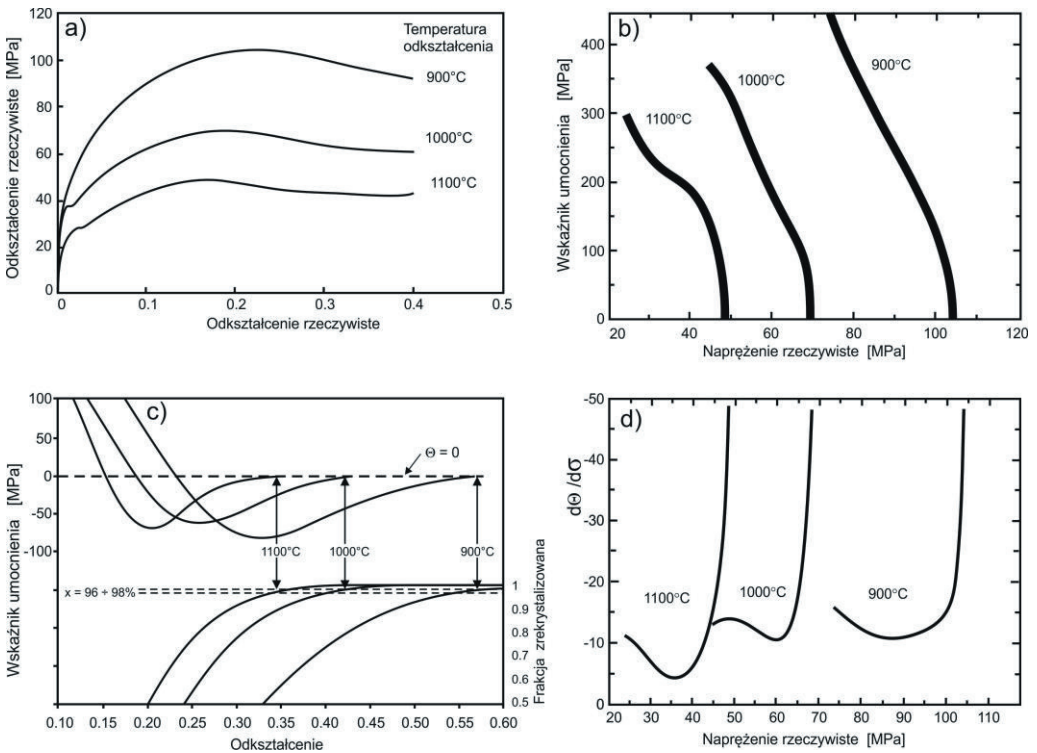 a)
Temperatura
odkształcenia
900°C
1000°C
1100°C
120
100
80
60
40
20
0
0
0.1
0.2
0.3
0.4
0.5
Odkształcenie rzeczywiste [MPa]
Odkształcenie rzeczywiste
b)
1100°C
1000°C
900°C
400
300
200
100
0
20
40
60
80
100
120
Wskaźnik umocnienia [MPa]
Naprężenie rzeczywiste [MPa]
c)
Θ = 0
100
50
0
-50
-100
1100°C
1000°C
900°C
x = 96 ÷ 98%
1
0.9
0.8
0.7
0.6
0.5
0.10
0.15
0.20
0.25
0.30
0.35
0.40
0.45
0.50
0.55
0.60
Wskaźnik umocnienia [MPa]
Frakcja zrekrystalizowana
Odkształcenie
d)
-50
-40
-30
-20
-10
0
1100°C
1000°C
900°C
20
30
40
50
60
70
80
90
100
110
dΘ/dσ
Naprężenie rzeczywiste [MPa]